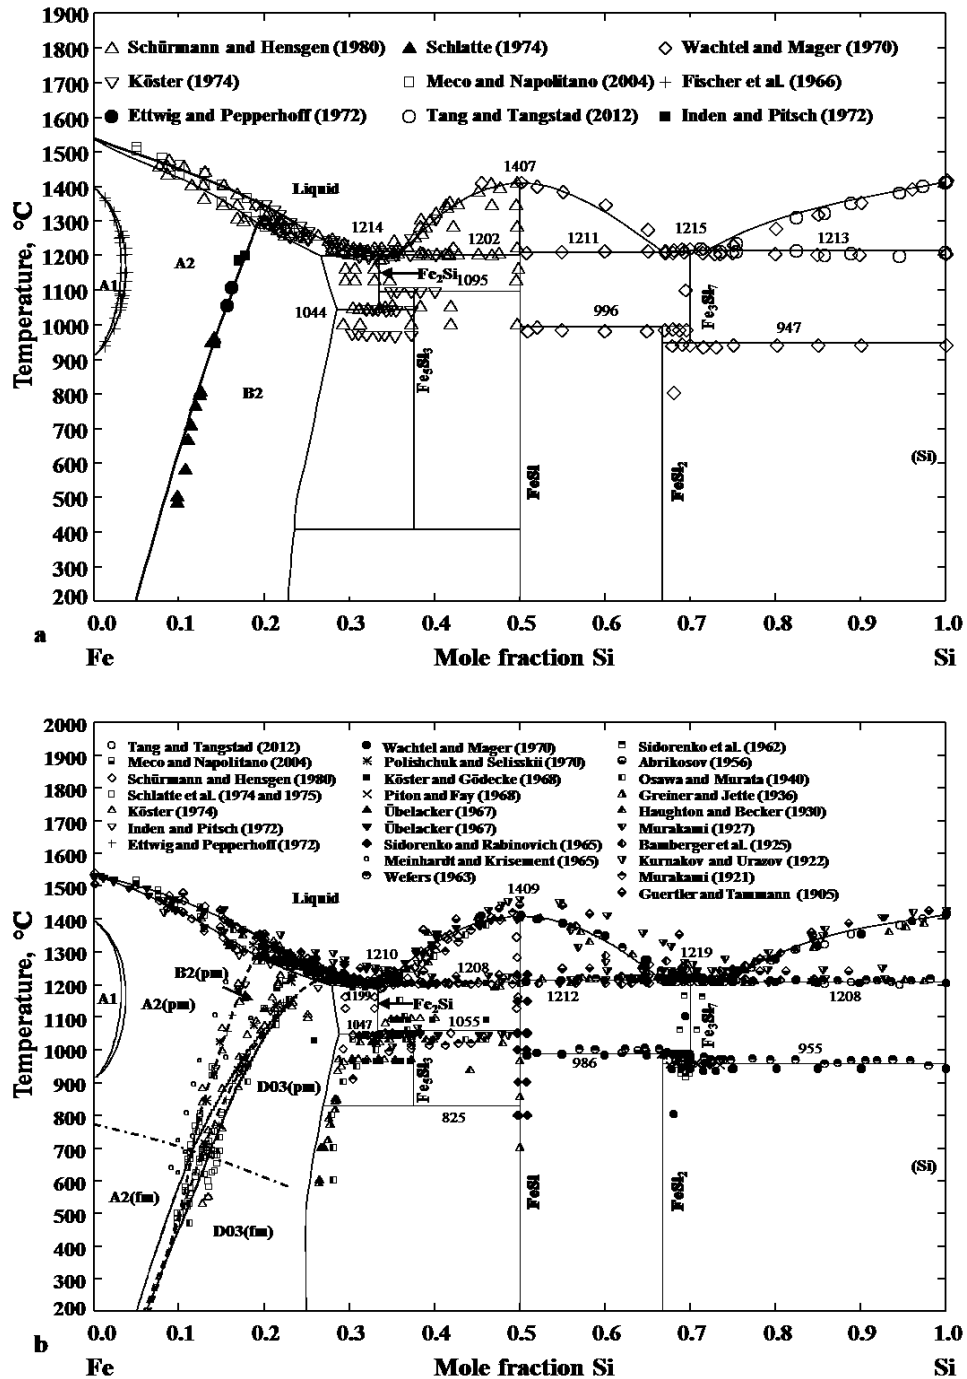 1900
Schürmann and Hensgen (1980) Schlatte (1974) Wachtel and Mager (1970)
1800
Köster (1974) Meco and Napolitano (2004) Fischer et al. (1966)
1700
Ettwig and Pepperhoff (1972) Tang and Tangstad (2012) Inden and Pitsch (1972)
1600
1500
1407
1400
Liquid
1300
1214 1202 1211 1215 1213
1200
A2
Fe2Si
1095
A1
1100
1044
Fe3Si7
996
947
1000
900
Fe5Si3
B2
800
700
600
FeSi
FeSi2
(Si)
500
400
300
200
Temperature, °C
0.0 0.1 0.2 0.3 0.4 0.5 0.6 0.7 0.8 0.9 1.0
a
Fe Mole fraction Si Si
2000
Tang and Tangstad (2012) Wachtel and Mager (1970) Sidorenko et al. (1962)
1900
Meco and Napolitano (2004) Polishchuk and Selisskii (1970) Abrikosov (1956)
Schürmann and Hensgen (1980) Köster and Gödecke (1968) Osawa and Murata (1940)
1800
Schlatte et al. (1974 and 1975) Piton and Fay (1968) Greiner and Jette (1936)
Köster (1974) Übelacker (1967) Haughton and Becker (1930)
1700
Inden and Pitsch (1972) Übelacker (1967) Murakami (1927)
Ettwig and Pepperhoff (1972) Sidorenko and Rabinovich (1965) Bamberger et al. (1925)
1600
Meinhardt and Krisement (1965) Kurnakov and Urazov (1922)
Wefers (1963) Murakami (1921)
Guertler and Tammann (1905)
1500
1409
Liquid
1400
1300
1210 1208 1219
B2(pm)
1200
1199 1212 1208
A1
A2(pm)
Fe2Si
1100
1047 1055
Fe3Si7
1000
986 955
Fe5Si3
900
D03(pm)
825
800
700
A2(fm)
600
(Si)
FeSi
FeSi2
500
D03(fm)
400
300
200
Temperature, °C
0.0 0.1 0.2 0.3 0.4 0.5 0.6 0.7 0.8 0.9 1.0
b
Fe Mole fraction Si Si